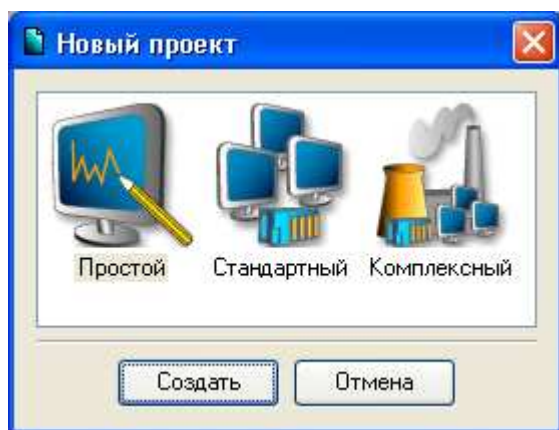 Новый проект
Простой Стандартный Комплексный
Создать Отмена